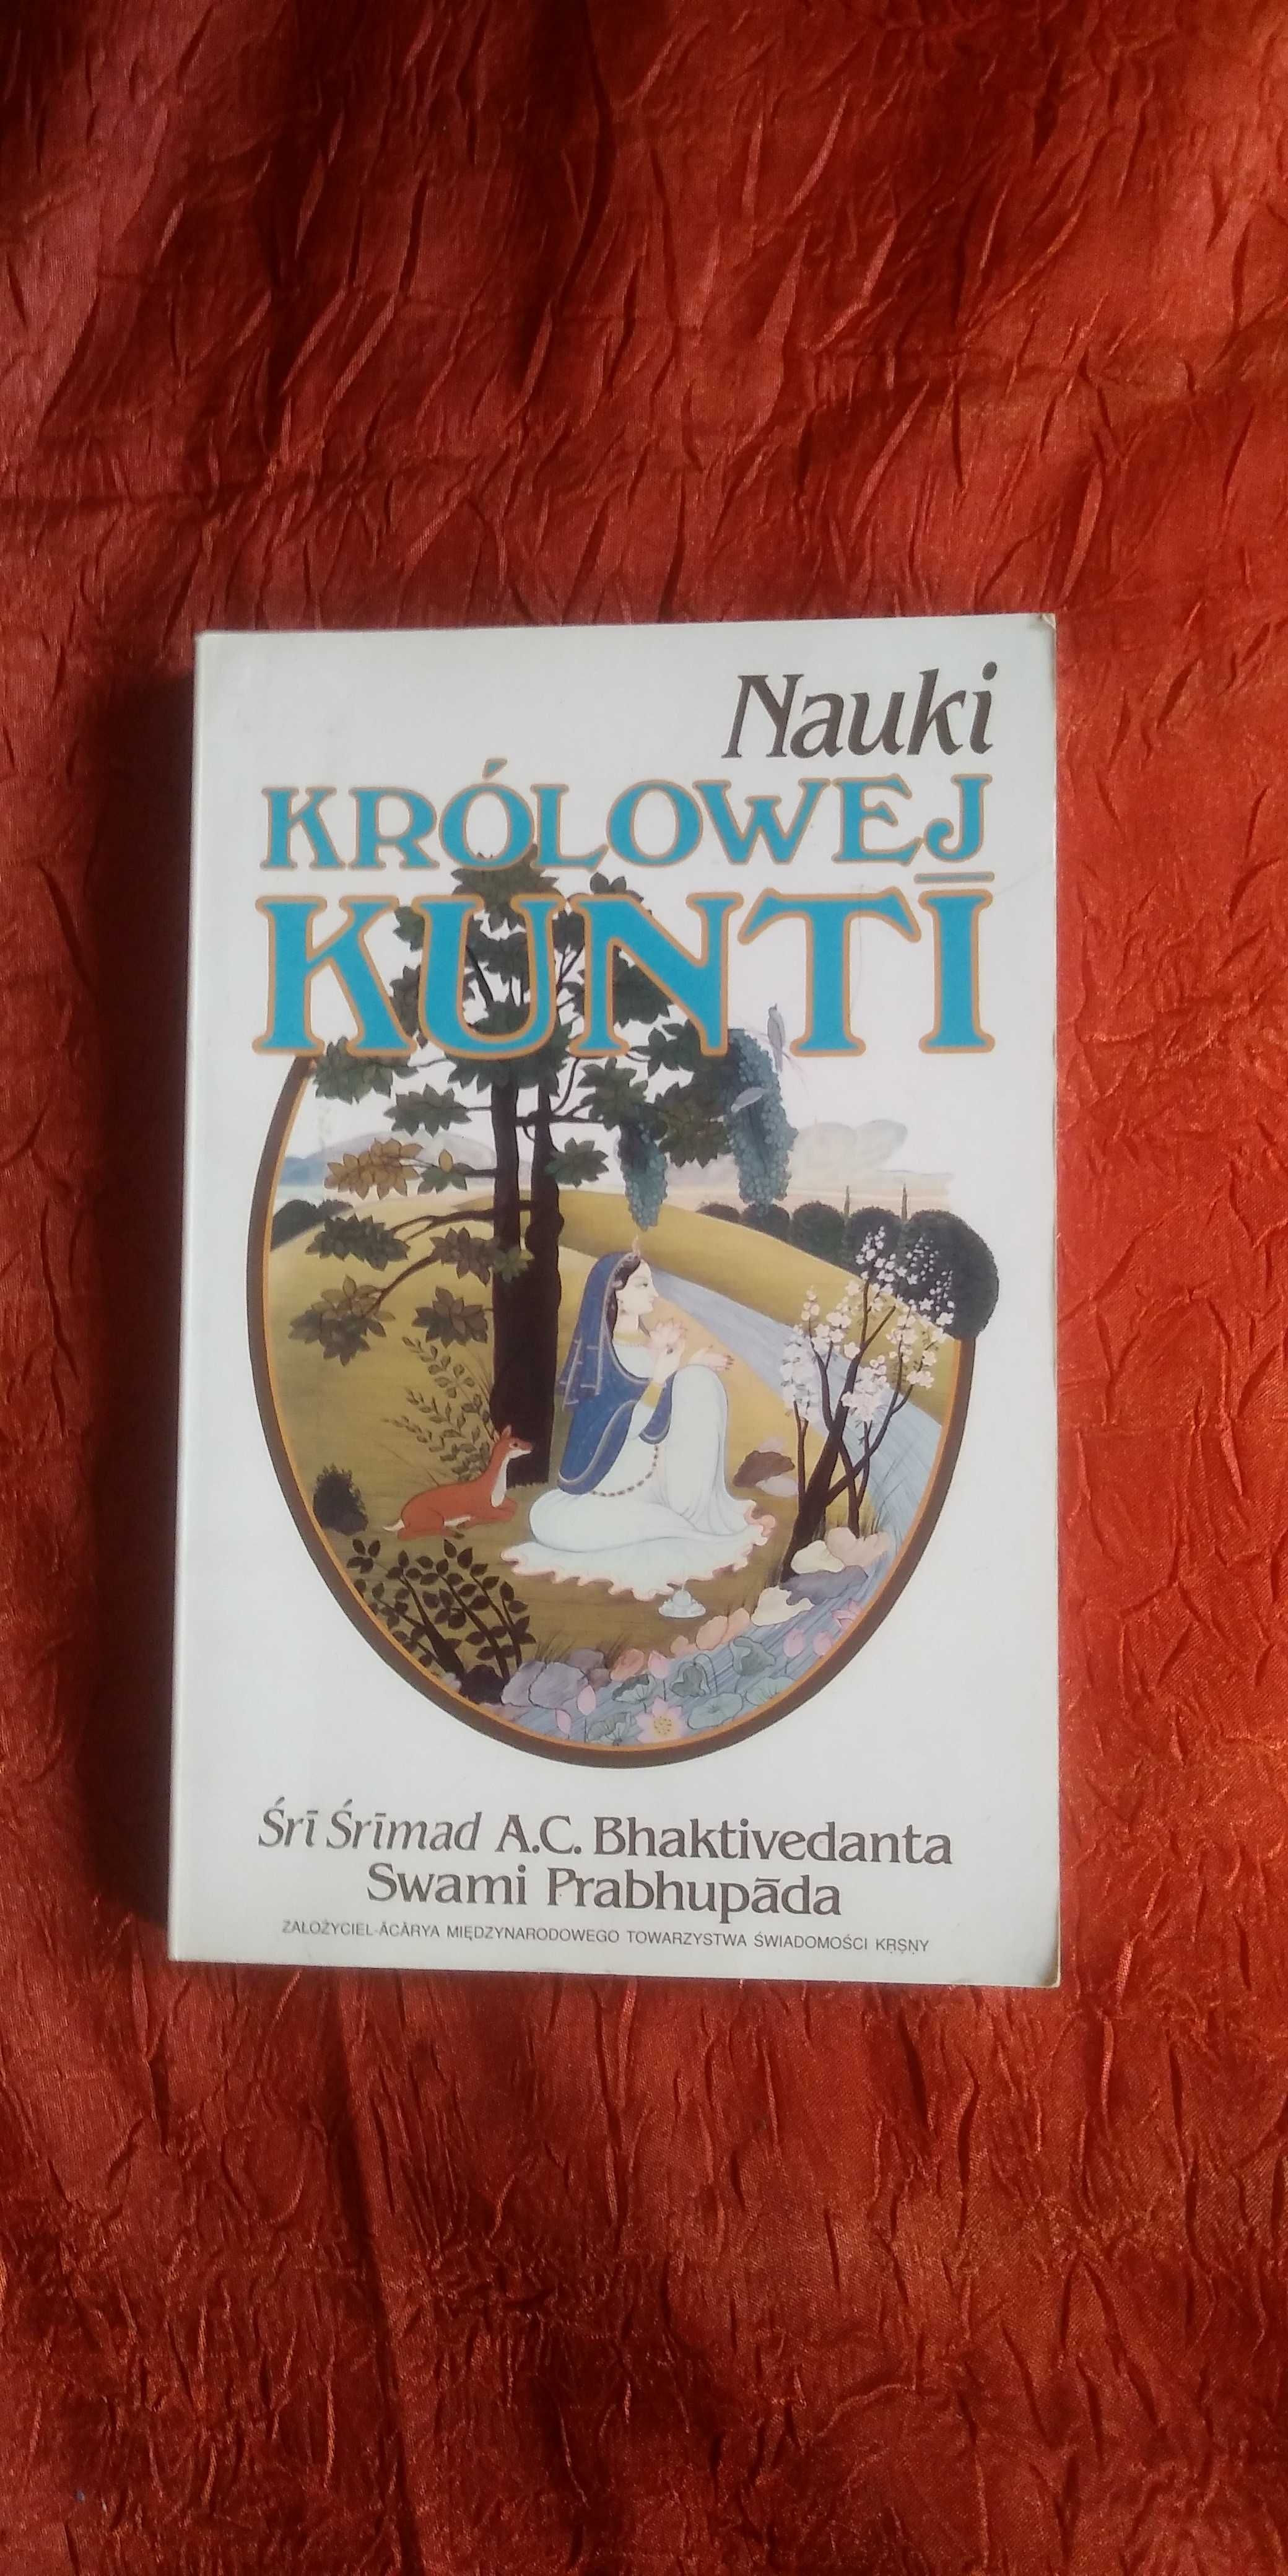 Nauki
KRÓLOWEJ
KUNTĪ
Śrī Śrīmad A.C. Bhaktivedanta
Swami Prabhupāda
ZAŁOŻYCIEL-ĀCĀRYA MIĘDZYNARODOWEGO TOWARZYSTWA ŚWIADOMOŚCI KṚṢṆY